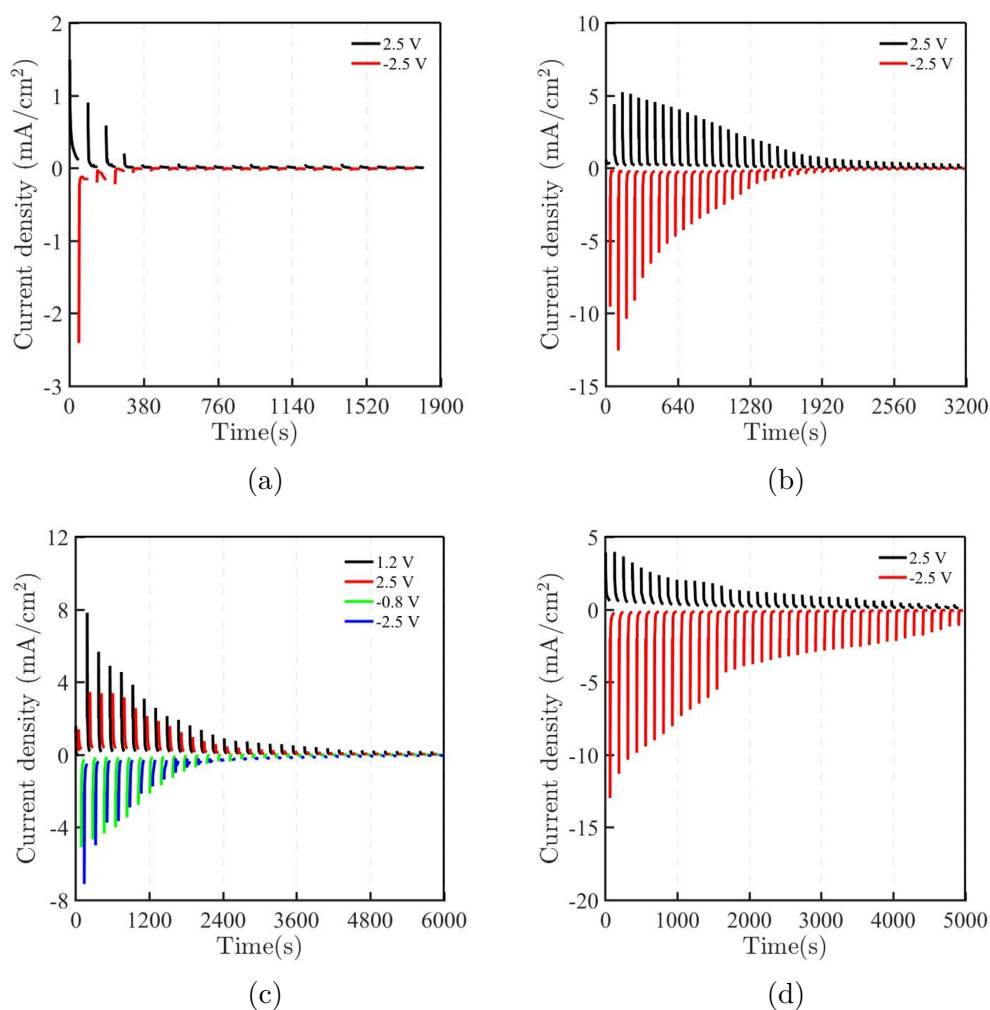 2
1
0
-1
-2
-3
Current density (mA/cm²)
2.5 V
-2.5 V
0 380 760 1140 1520 1900
Time(s)
(a)
10
5
0
-5
-10
-15
Current density (mA/cm²)
2.5 V
-2.5 V
0 640 1280 1920 2560 3200
Time(s)
(b)
12
8
4
0
-4
-8
Current density (mA/cm²)
1.2 V
2.5 V
-0.8 V
-2.5 V
0 1200 2400 3600 4800 6000
Time(s)
(c)
5
0
-5
-10
-15
-20
Current density (mA/cm²)
2.5 V
-2.5 V
0 1000 2000 3000 4000 5000
Time(s)
(d)